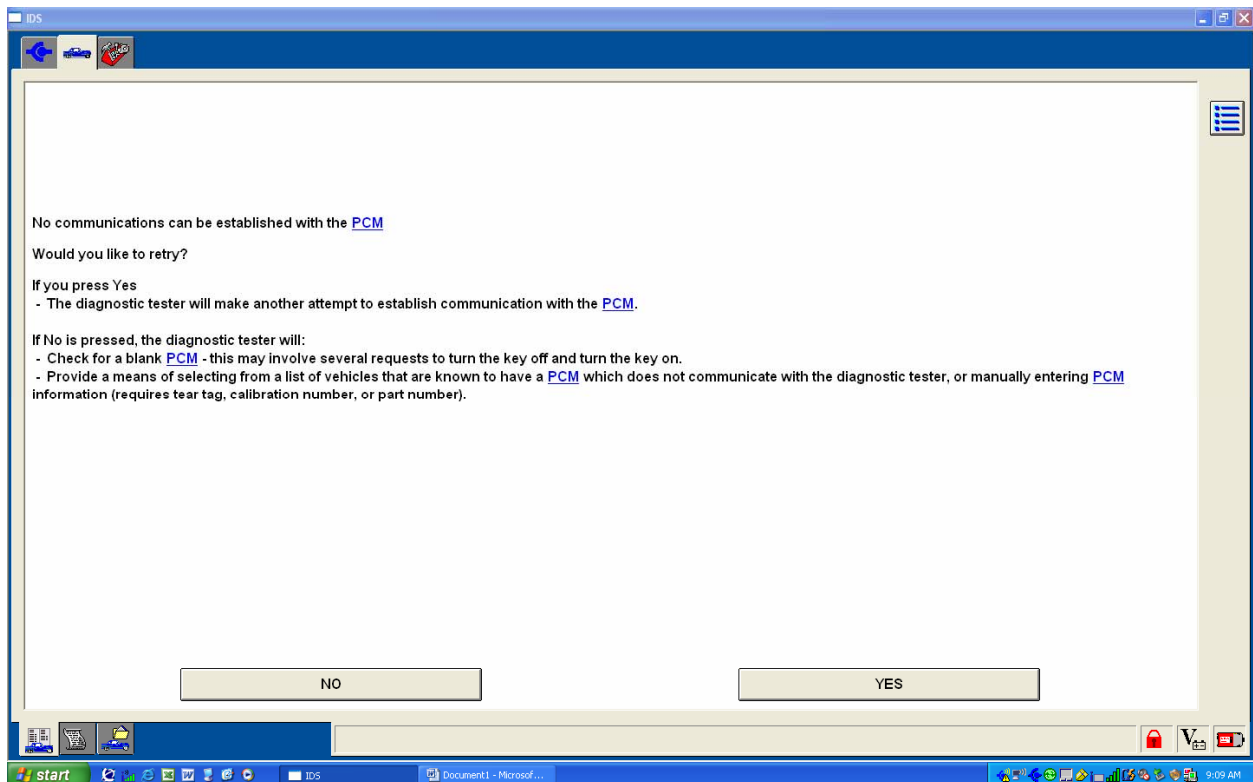 IDS
No communications can be established with the PCM
Would you like to retry?
If you press Yes
- The diagnostic tester will make another attempt to establish communication with the PCM.
If No is pressed, the diagnostic tester will:
- Check for a blank PCM - this may involve several requests to turn the key off and turn the key on.
- Provide a means of selecting from a list of vehicles that are known to have a PCM which does not communicate with the diagnostic tester, or manually entering PCM
information (requires tear tag, calibration number, or part number).
NO YES
V
start IDS Document1 - Microsof... 9:09 AM